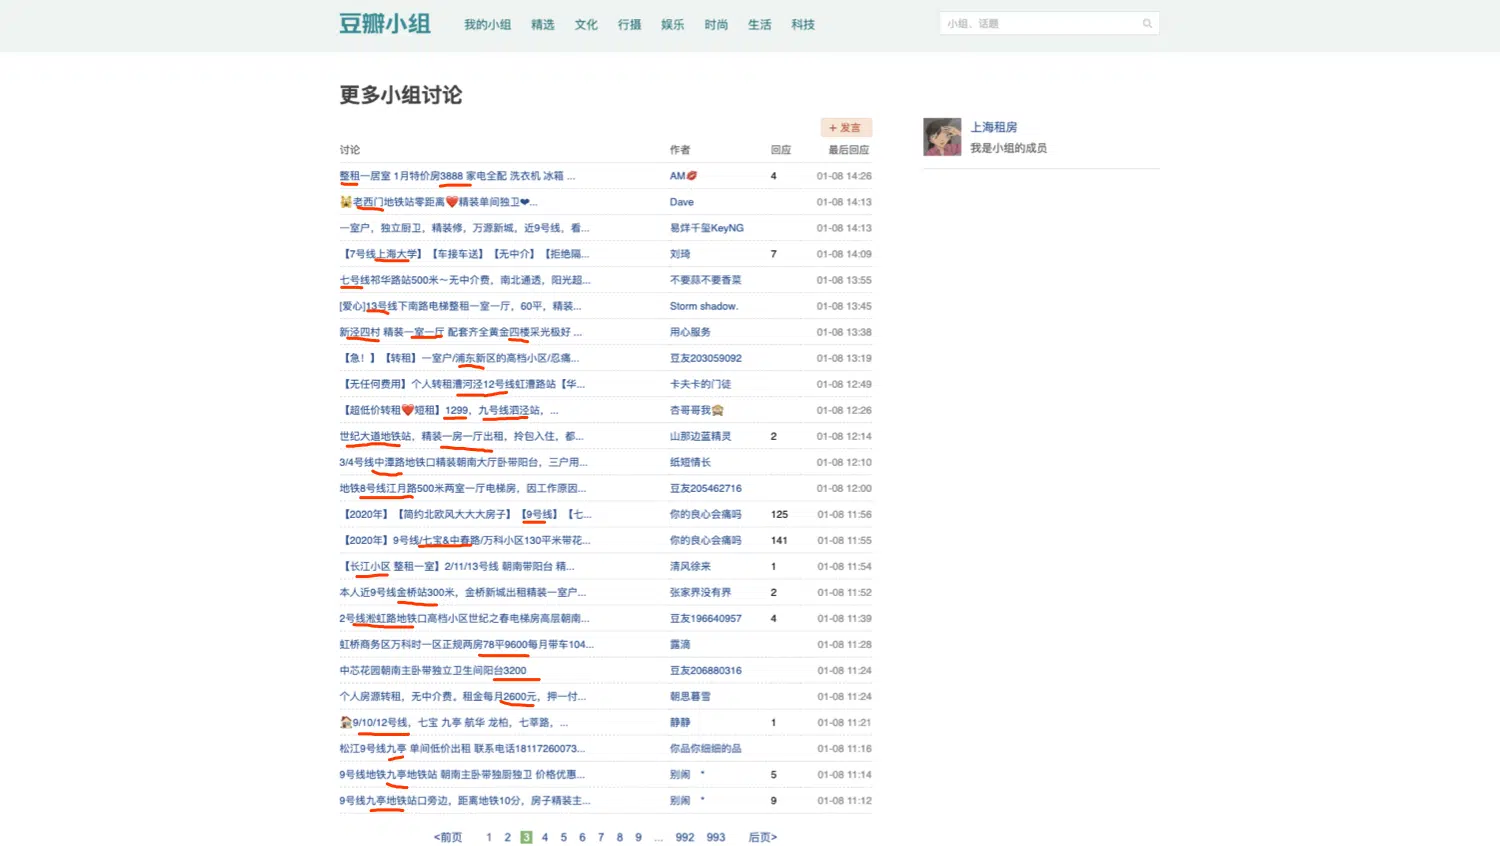 豆瓣小组 我的小组 精选 文化 行摄 娱乐 时尚 生活 科技 小组、话题
更多小组讨论
+ 发言
讨论 作者 回应 最后回应
上海租房
我是小组的成员
整租一居室 1月特价房3888 家电全配 洗衣机 冰箱 ... AM💋 4 01-08 14:26
🙀老西门地铁站零距离❤️精装单间独卫❤... Dave 01-08 14:13
一室户，独立厨卫，精装修，万源新城，近9号线，看... 易烊千玺KeyNG 01-08 14:13
【7号线上海大学】【车接车送】【无中介】【拒绝隔... 刘琦 7 01-08 14:09
七号线祁华路站500米～无中介费，南北通透，阳光超... 不要蒜不要香菜 01-08 13:55
[爱心]13号线下南路电梯整租一室一厅，60平，精装... Storm shadow. 01-08 13:45
新泾四村 精装一室一厅 配套齐全黄金四楼采光极好 ... 用心服务 01-08 13:38
【急！】【转租】一室户/浦东新区的高档小区/忍痛... 豆友203059092 01-08 13:19
【无任何费用】个人转租漕河泾12号线虹漕路站【华... 卡夫卡的门徒 01-08 12:49
【超低价转租❤️短租】1299，九号线泗泾站，... 杏哥哥我🙊 01-08 12:26
世纪大道地铁站，精装一房一厅出租，拎包入住，都... 山那边蓝精灵 2 01-08 12:14
3/4号线中潭路地铁口精装朝南大厅卧带阳台，三户用... 纸短情长 01-08 12:10
地铁8号线江月路500米两室一厅电梯房，因工作原因... 豆友205462716 01-08 12:00
【2020年】【简约北欧风大大大房子】【9号线】【七... 你的良心会痛吗 125 01-08 11:56
【2020年】9号线/七宝&中春路/万科小区130平米带花... 你的良心会痛吗 141 01-08 11:55
【长江小区 整租一室】2/11/13号线 朝南带阳台 精... 清风徐来 1 01-08 11:54
本人近9号线金桥站300米，金桥新城出租精装一室户... 张家界没有界 2 01-08 11:52
2号线淞虹路地铁口高档小区世纪之春电梯房高层朝南... 豆友196640957 4 01-08 11:39
虹桥商务区万科时一区正规两房78平9600每月带车104... 露滴 01-08 11:28
中芯花园朝南主卧带独立卫生间阳台3200 豆友206880316 01-08 11:24
个人房源转租，无中介费。租金每月2600元，押一付... 朝思暮雪 01-08 11:24
🏠9/10/12号线，七宝 九亭 航华 龙柏，七莘路，... 静静 1 01-08 11:21
松江9号线九亭 单间低价出租 联系电话18117260073... 你品你细细的品 01-08 11:16
9号线地铁九亭地铁站 朝南主卧带独厨独卫 价格优惠... 别闹 * 5 01-08 11:14
9号线九亭地铁站口旁边，距离地铁10分，房子精装主... 别闹 * 9 01-08 11:12
<前页 1 2 3 4 5 6 7 8 9 ... 992 993 后页>